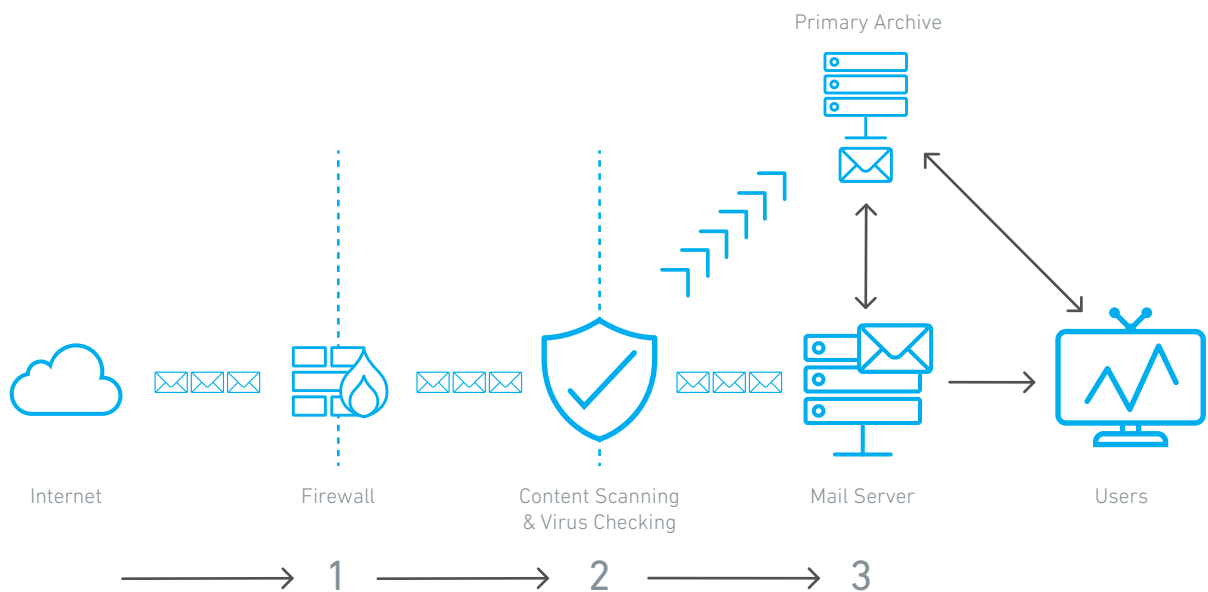 Primary Archive
Internet
Firewall
Content Scanning
& Virus Checking
Mail Server
Users
1
2
3